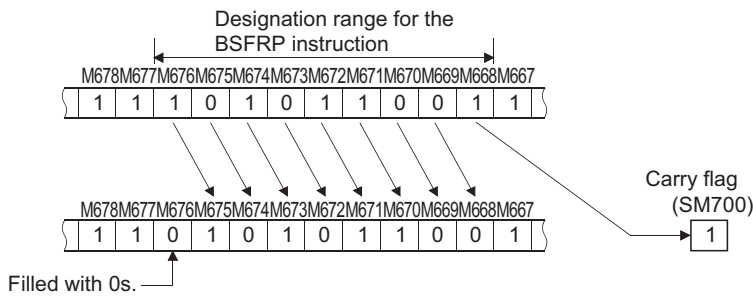 Designation range for the
BSFRP instruction
M678M677M676M675M674M673M672M671M670M669M668M667
1 1 1 0 1 0 1 1 0 0 1 1
Carry flag
(SM700)
M678M677M676M675M674M673M672M671M670M669M668M667
1 1 0 1 0 1 0 1 1 0 0 1
1
Filled with 0s.